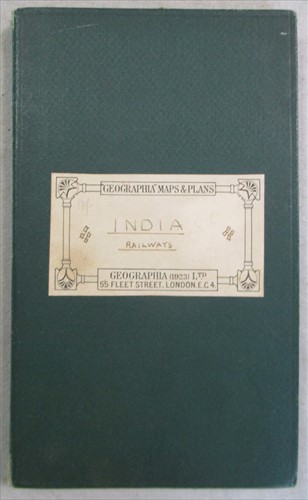 "GEOGRAPHIA" MAPS & PLANS
INDIA
RAILWAYS
GEOGRAPHIA (1923) LTD
55 FLEET STREET. LONDON. E.C.4.